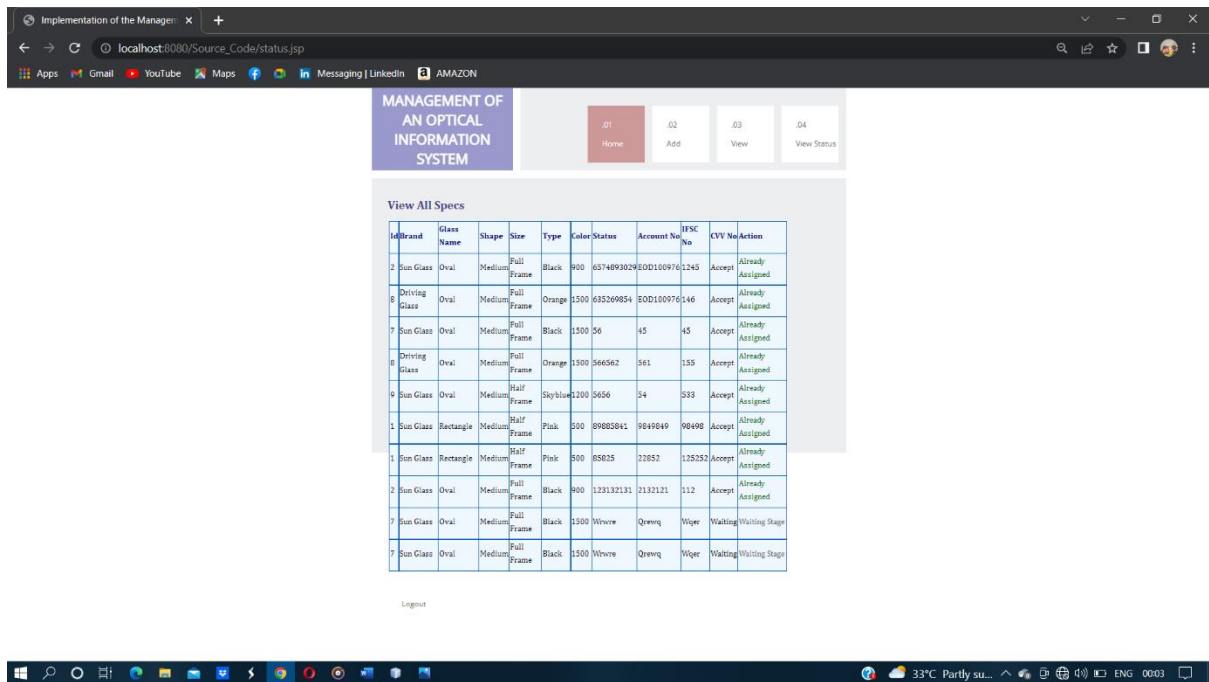 Implementation of the Managem
localhost:8080/Source_Code/status.jsp
Apps Gmail YouTube Maps Messaging | LinkedIn AMAZON
MANAGEMENT OF
AN OPTICAL
INFORMATION
SYSTEM
.01 Home
.02 Add
.03 View
.04 View Status
View All Specs
Id Brand Glass Name Shape Size Type Color Status Account No IFSC No CVV No Action
2 Sun Glass Oval Medium Full Frame Black 900 6574893029 EOD100976 1245 Accept Already Assigned
8 Driving Glass Oval Medium Full Frame Orange 1500 635269854 EOD100976 146 Accept Already Assigned
7 Sun Glass Oval Medium Full Frame Black 1500 56 45 45 Accept Already Assigned
8 Driving Glass Oval Medium Full Frame Orange 1500 566562 561 155 Accept Already Assigned
9 Sun Glass Oval Medium Half Frame Skyblue 1200 5656 54 533 Accept Already Assigned
1 Sun Glass Rectangle Medium Half Frame Pink 500 89885841 9849849 98498 Accept Already Assigned
1 Sun Glass Rectangle Medium Half Frame Pink 500 85825 22852 125252 Accept Already Assigned
2 Sun Glass Oval Medium Full Frame Black 900 123132131 2132121 112 Accept Already Assigned
7 Sun Glass Oval Medium Full Frame Black 1500 Wrwre Qrewq Wqer Waiting Waiting Stage
7 Sun Glass Oval Medium Full Frame Black 1500 Wrwre Qrewq Wqer Waiting Waiting Stage
Logout
33°C Partly su... ENG 00:03